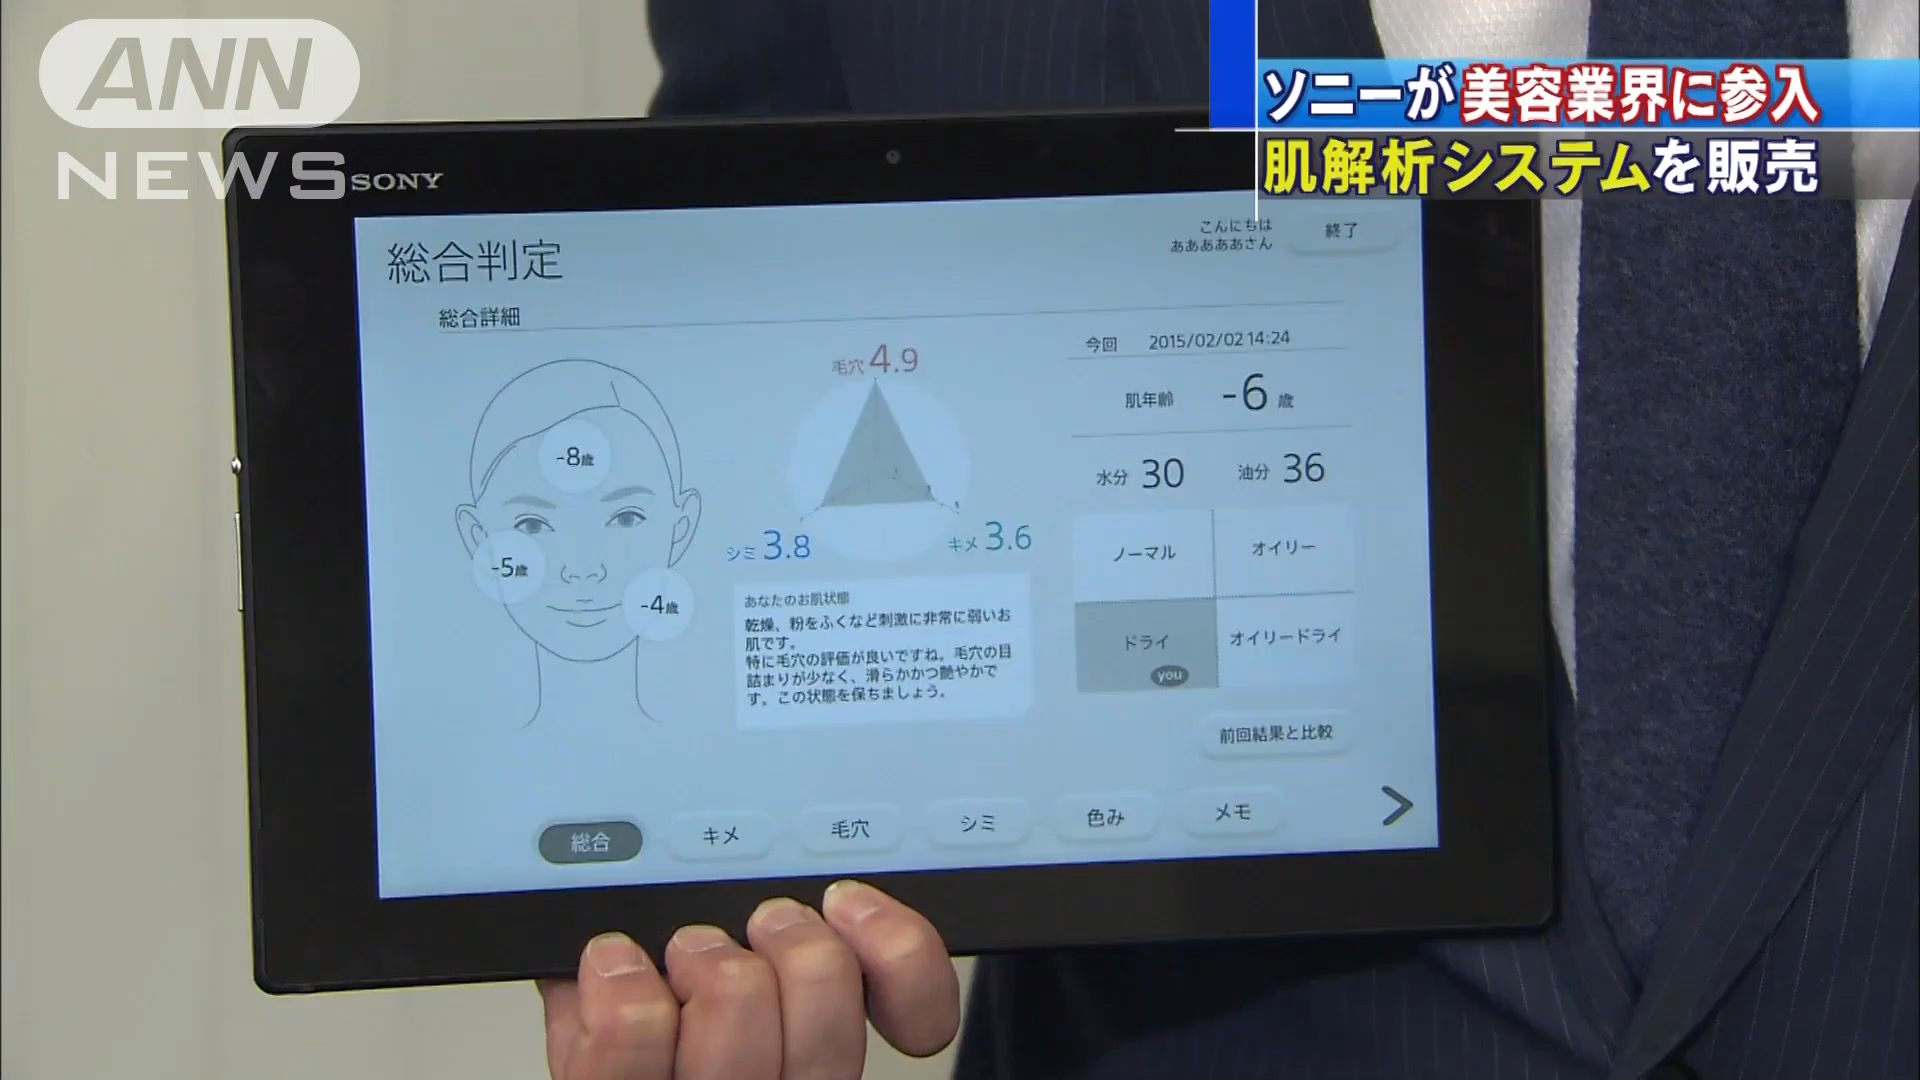 ANN
NEWS
ソニーが美容業界に参入
肌解析システムを販売
SONY
総合判定
こんにちは
あああああさん
終了
総合詳細
-8歳
-5歳
-4歳
毛穴 4.9
シミ 3.8
キメ 3.6
あなたのお肌状態
乾燥、粉をふくなど刺激に非常に弱いお
肌です。
特に毛穴の評価が良いですね。毛穴の目
詰まりが少なく、滑らかかつ艶やかで
す。この状態を保ちましょう。
今回 2015/02/02 14:24
肌年齢 -6 歳
水分 30 油分 36
ノーマル オイリー
ドライ オイリードライ
you
前回結果と比較
総合 キメ 毛穴 シミ 色み メモ